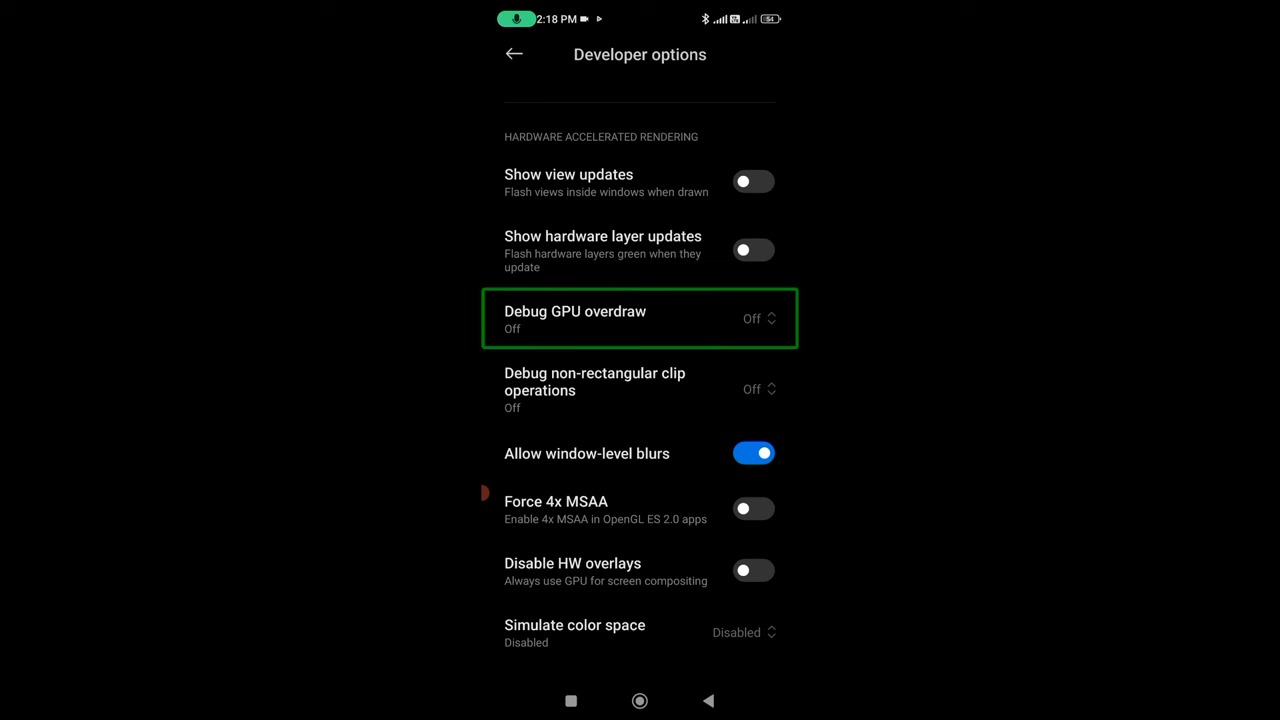 2:18 PM
54
Developer options
HARDWARE ACCELERATED RENDERING
Show view updates
Flash views inside windows when drawn
Show hardware layer updates
Flash hardware layers green when they
update
Debug GPU overdraw
Off
Off
Debug non-rectangular clip
operations
Off
Off
Allow window-level blurs
Force 4x MSAA
Enable 4x MSAA in OpenGL ES 2.0 apps
Disable HW overlays
Always use GPU for screen compositing
Simulate color space
Disabled
Disabled